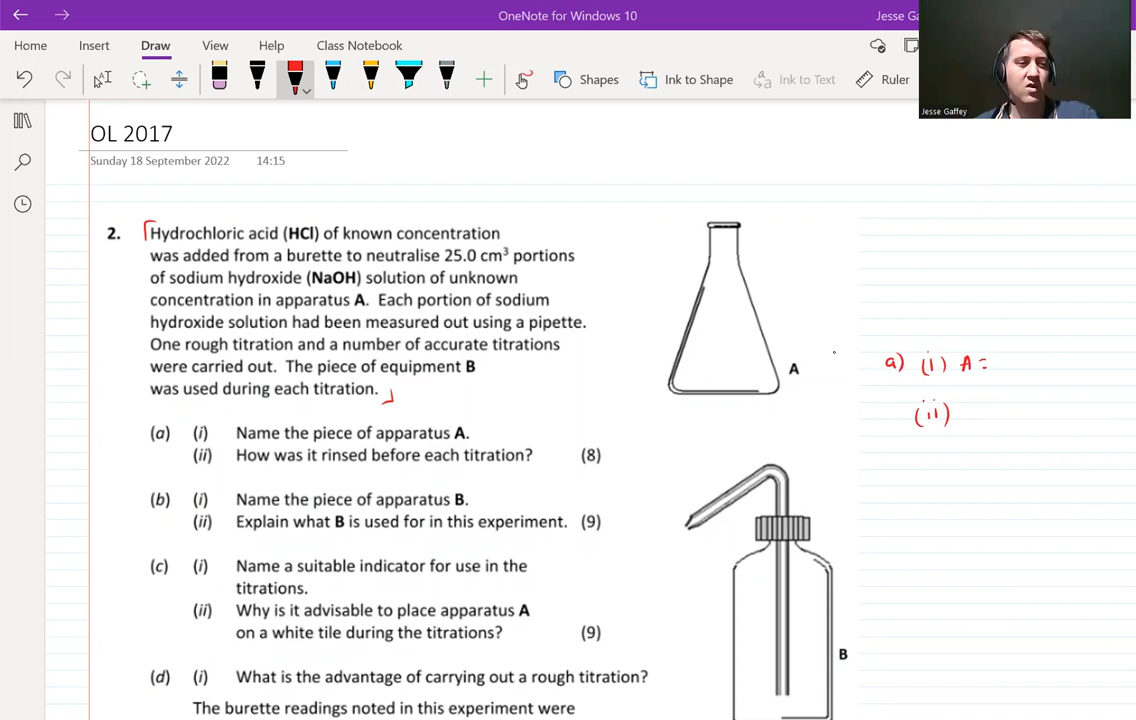 OneNote for Windows 10
Jesse Ga
Home Insert Draw View Help Class Notebook
Shapes Ink to Shape Ink to Text Ruler
Jesse Gaffey
OL 2017
Sunday 18 September 2022 14:15
2. Hydrochloric acid (HCl) of known concentration
was added from a burette to neutralise 25.0 cm³ portions
of sodium hydroxide (NaOH) solution of unknown
concentration in apparatus A. Each portion of sodium
hydroxide solution had been measured out using a pipette.
One rough titration and a number of accurate titrations
were carried out. The piece of equipment B
was used during each titration.
A
a) (i) A =
(ii)
(a) (i) Name the piece of apparatus A.
(ii) How was it rinsed before each titration? (8)
(b) (i) Name the piece of apparatus B.
(ii) Explain what B is used for in this experiment. (9)
(c) (i) Name a suitable indicator for use in the
titrations.
(ii) Why is it advisable to place apparatus A
on a white tile during the titrations? (9)
B
(d) (i) What is the advantage of carrying out a rough titration?
The burette readings noted in this experiment were